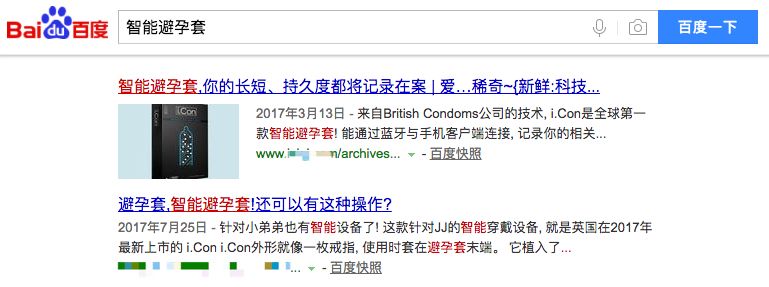 Bai du 百度
智能避孕套
百度一下
智能避孕套,你的长短、持久度都将记录在案 | 爱...稀奇~{新鲜:科技...
i.Con
2017年3月13日 - 来自British Condoms公司的技术, i.Con是全球第一
款智能避孕套! 能通过蓝牙与手机客户端连接, 记录你的相关...
/archives... - 百度快照
避孕套,智能避孕套!还可以有这种操作?
2017年7月25日 - 针对小弟弟也有智能设备了! 这款针对JJ的智能穿戴设备, 就是英国在2017年
最新上市的 i.Con i.Con外形就像一枚戒指, 使用时套在避孕套末端。 它植入了...
... - 百度快照